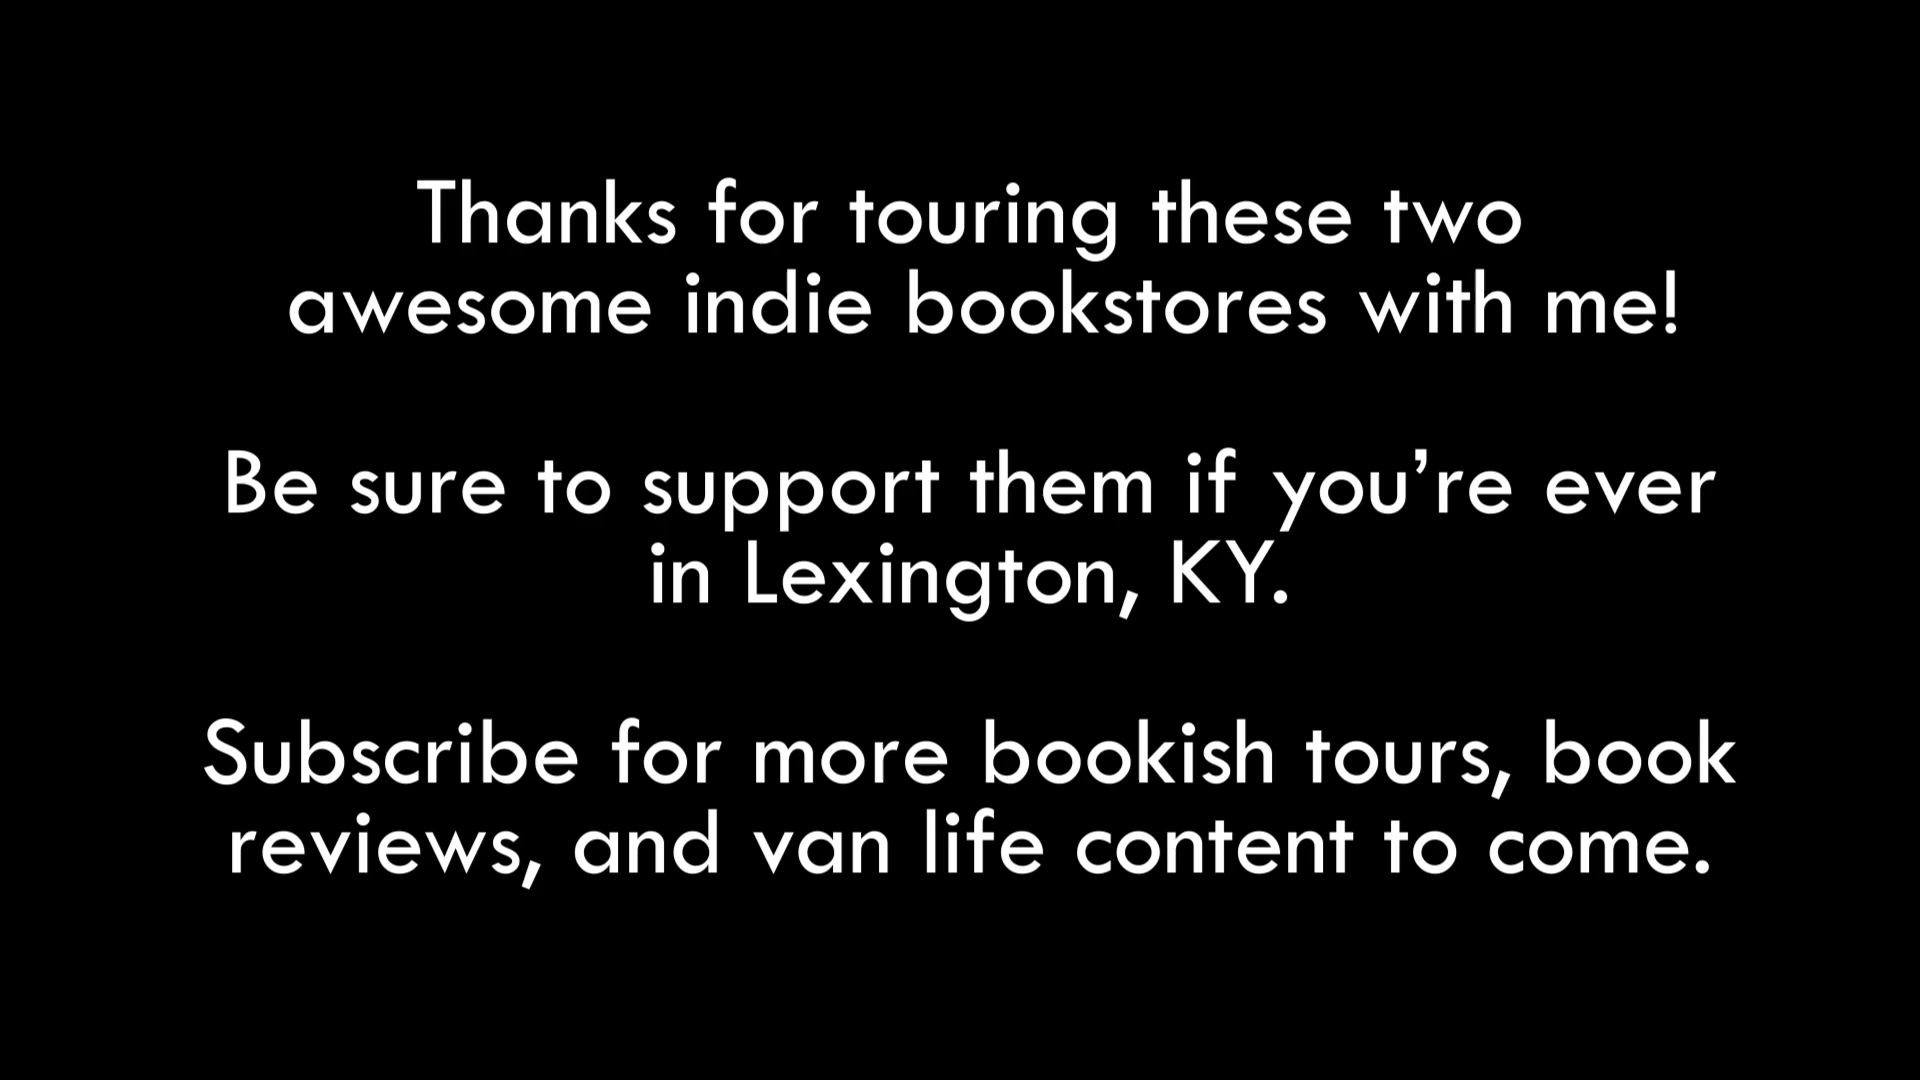 Thanks for touring these two
awesome indie bookstores with me!
Be sure to support them if you’re ever
in Lexington, KY.
Subscribe for more bookish tours, book
reviews, and van life content to come.